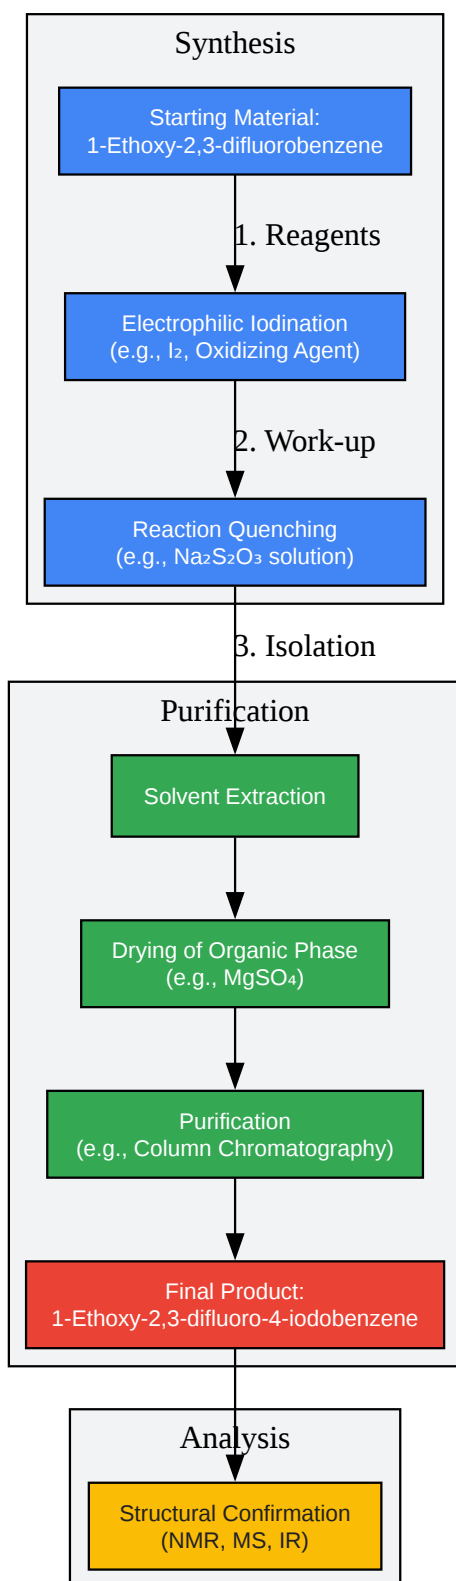 Synthesis
Starting Material:
1-Ethoxy-2,3-difluorobenzene
1. Reagents
Electrophilic Iodination
(e.g., I₂, Oxidizing Agent)
2. Work-up
Reaction Quenching
(e.g., Na₂S₂O₃ solution)
3. Isolation
Purification
Solvent Extraction
Drying of Organic Phase
(e.g., MgSO₄)
Purification
(e.g., Column Chromatography)
Final Product:
1-Ethoxy-2,3-difluoro-4-iodobenzene
Analysis
Structural Confirmation
(NMR, MS, IR)